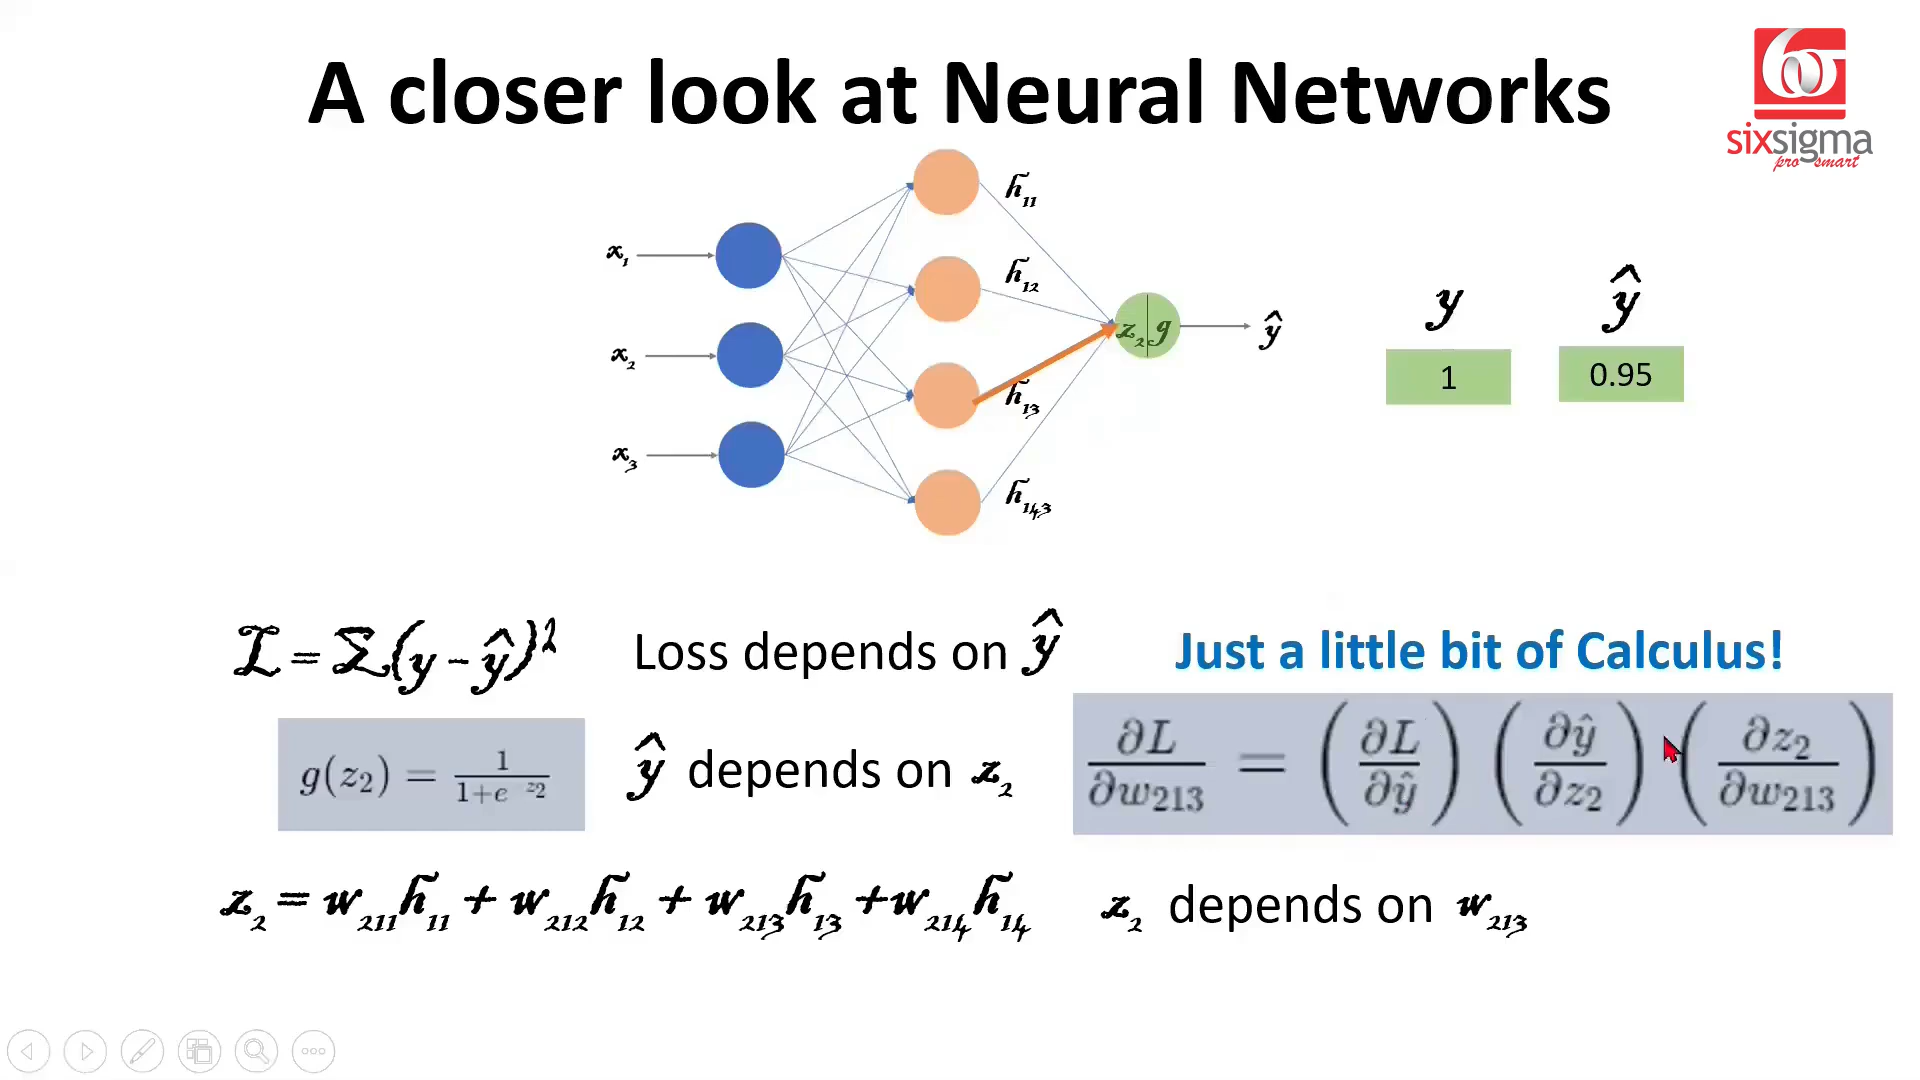 A closer look at Neural Networks
6σ
sixsigma
pro smart
x₁
x₂
x₃
h₁₁
h₁₂
h₁₃
h₁₄₃
z₂ g
ŷ
y ŷ
1 0.95
L = Σ(y - ŷ)²
Loss depends on ŷ
Just a little bit of Calculus!
g(z₂) = 1/(1+e z₂)
ŷ depends on z₂
∂L/∂w₂₁₃ = (∂L/∂ŷ) (∂ŷ/∂z₂) (∂z₂/∂w₂₁₃)
z₂ = w₂₁₁h₁₁ + w₂₁₂h₁₂ + w₂₁₃h₁₃ + w₂₁₄h₁₄
z₂ depends on w₂₁₃